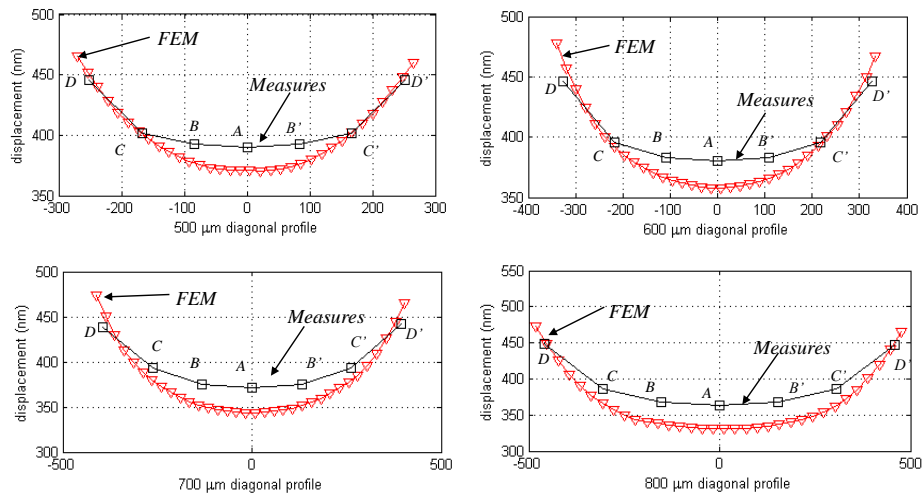 500
450
400
350
displacement (nm)
FEM
Measures
D
C
B
A
B’
C’
D’
-300
-200
-100
0
100
200
300
500 µm diagonal profile
500
450
400
350
displacement (nm)
FEM
Measures
D
C
B
A
B’
C’
D’
-400
-300
-200
-100
0
100
200
300
400
600 µm diagonal profile
500
450
400
350
300
displacement (nm)
FEM
Measures
D
C
B
A
B’
C’
D’
-500
0
500
700 µm diagonal profile
550
500
450
400
350
300
displacement (nm)
FEM
Measures
D
C
B
A
B’
C’
D’
-500
0
500
800 µm diagonal profile